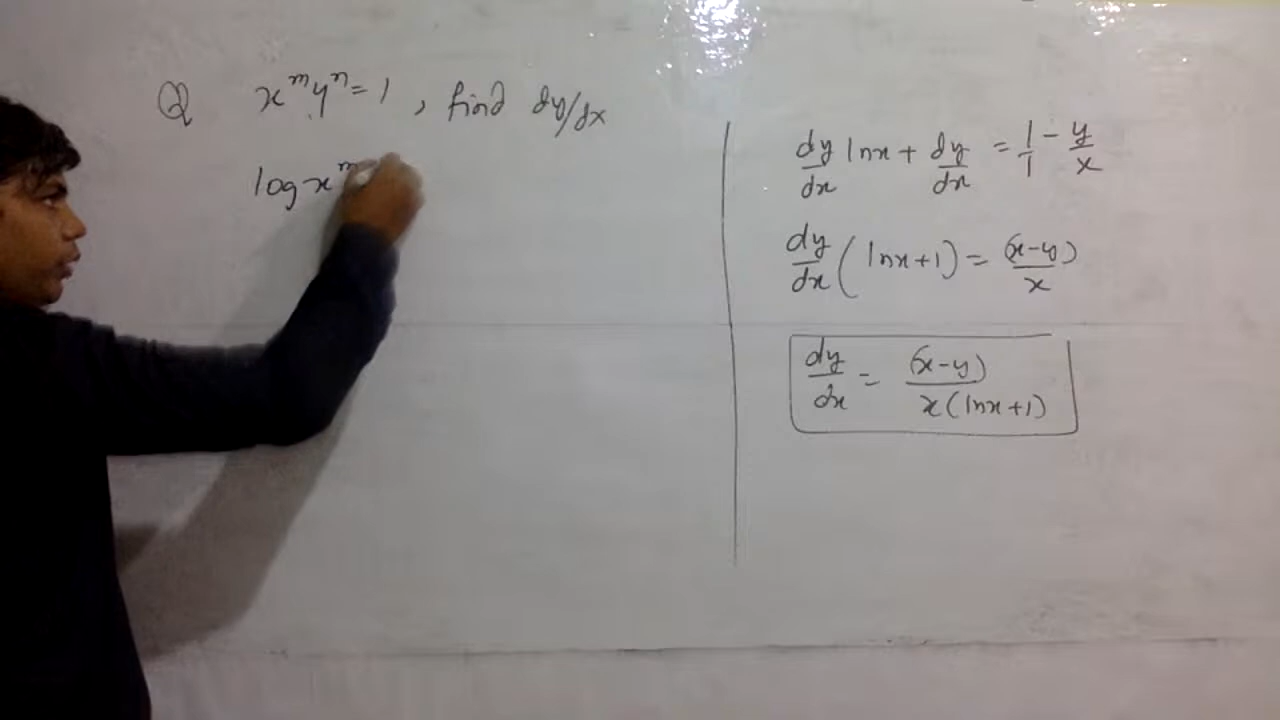 Q x^m y^n = 1 , find dy/dx
log x^m
dy/dx lnx + dy/dx = 1/1 - y/x
dy/dx ( lnx+1) = (x-y)/x
dy/dx = (x-y)/x(lnx+1)